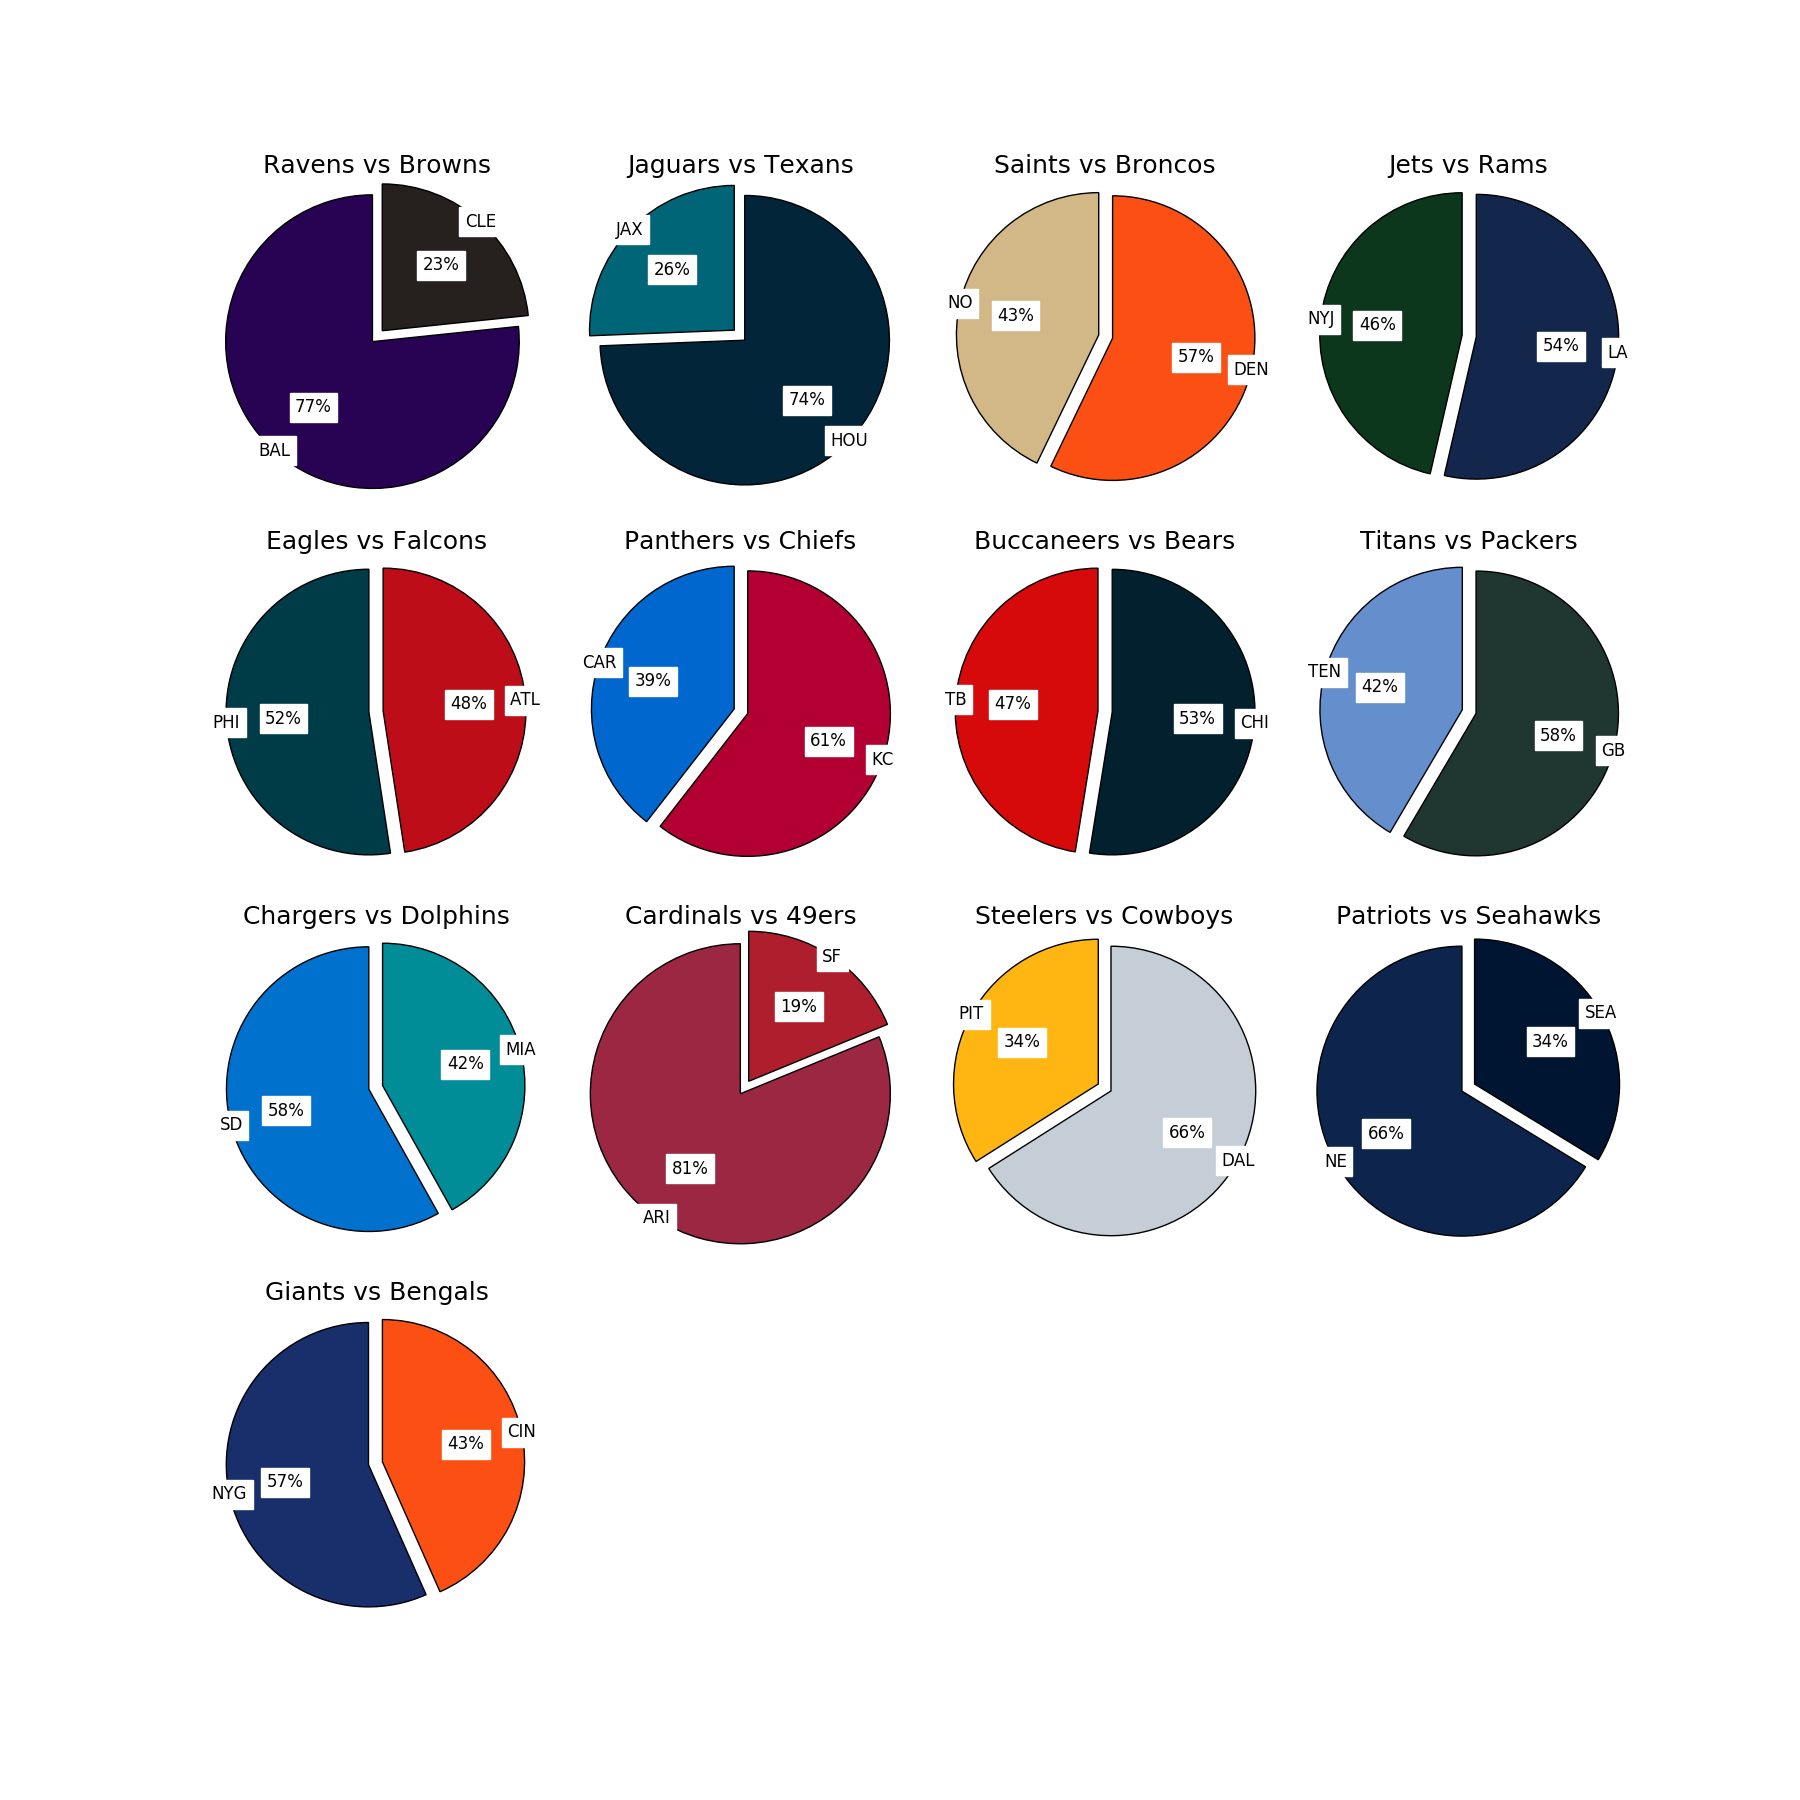 Ravens vs Browns
CLE
23%
77%
BAL
Jaguars vs Texans
JAX
26%
74%
HOU
Saints vs Broncos
NO
43%
57%
DEN
Jets vs Rams
NYJ
46%
54%
LA
Eagles vs Falcons
PHI
52%
48%
ATL
Panthers vs Chiefs
CAR
39%
61%
KC
Buccaneers vs Bears
TB
47%
53%
CHI
Titans vs Packers
TEN
42%
58%
GB
Chargers vs Dolphins
MIA
42%
58%
SD
Cardinals vs 49ers
SF
19%
81%
ARI
Steelers vs Cowboys
PIT
34%
66%
DAL
Patriots vs Seahawks
SEA
34%
66%
NE
Giants vs Bengals
CIN
43%
57%
NYG